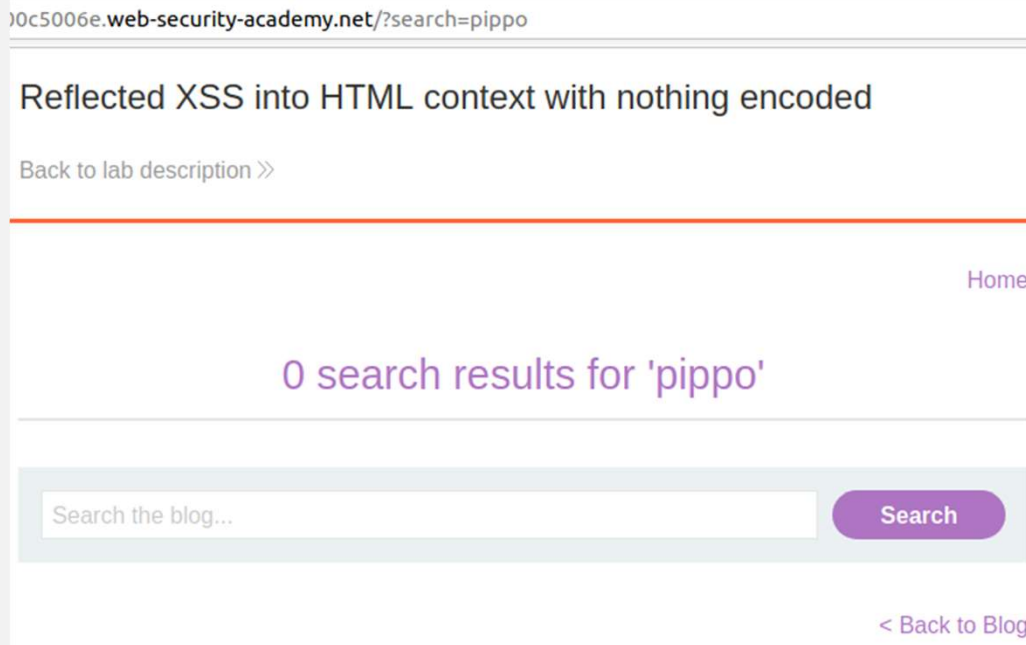 00c5006e.web-security-academy.net/?search=pippo
Reflected XSS into HTML context with nothing encoded
Back to lab description
Home
0 search results for 'pippo'
Search the blog...
Search
< Back to Blog